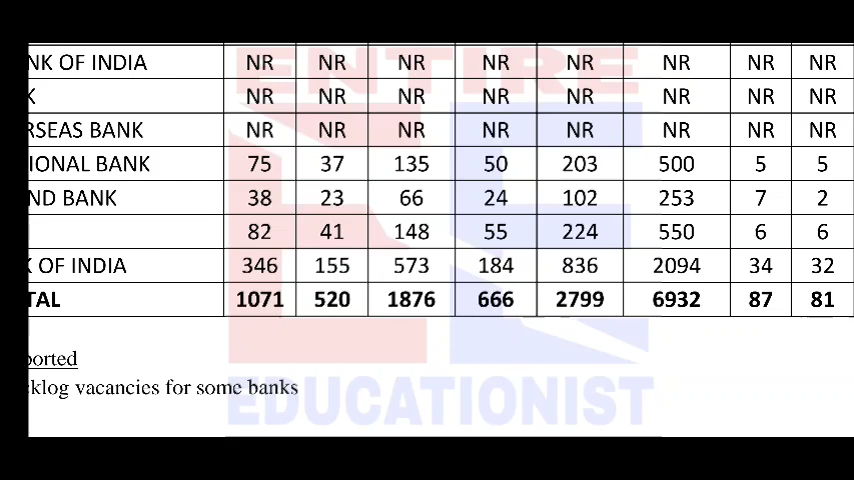 NK OF INDIA NR NR NR NR NR NR NR NR
K NR NR NR NR NR NR NR NR
RSEAS BANK NR NR NR NR NR NR NR NR
IONAL BANK 75 37 135 50 203 500 5 5
ND BANK 38 23 66 24 102 253 7 2
82 41 148 55 224 550 6 6
K OF INDIA 346 155 573 184 836 2094 34 32
TAL 1071 520 1876 666 2799 6932 87 81
ported
klog vacancies for some banks
ENTIRE
EDUCATIONIST